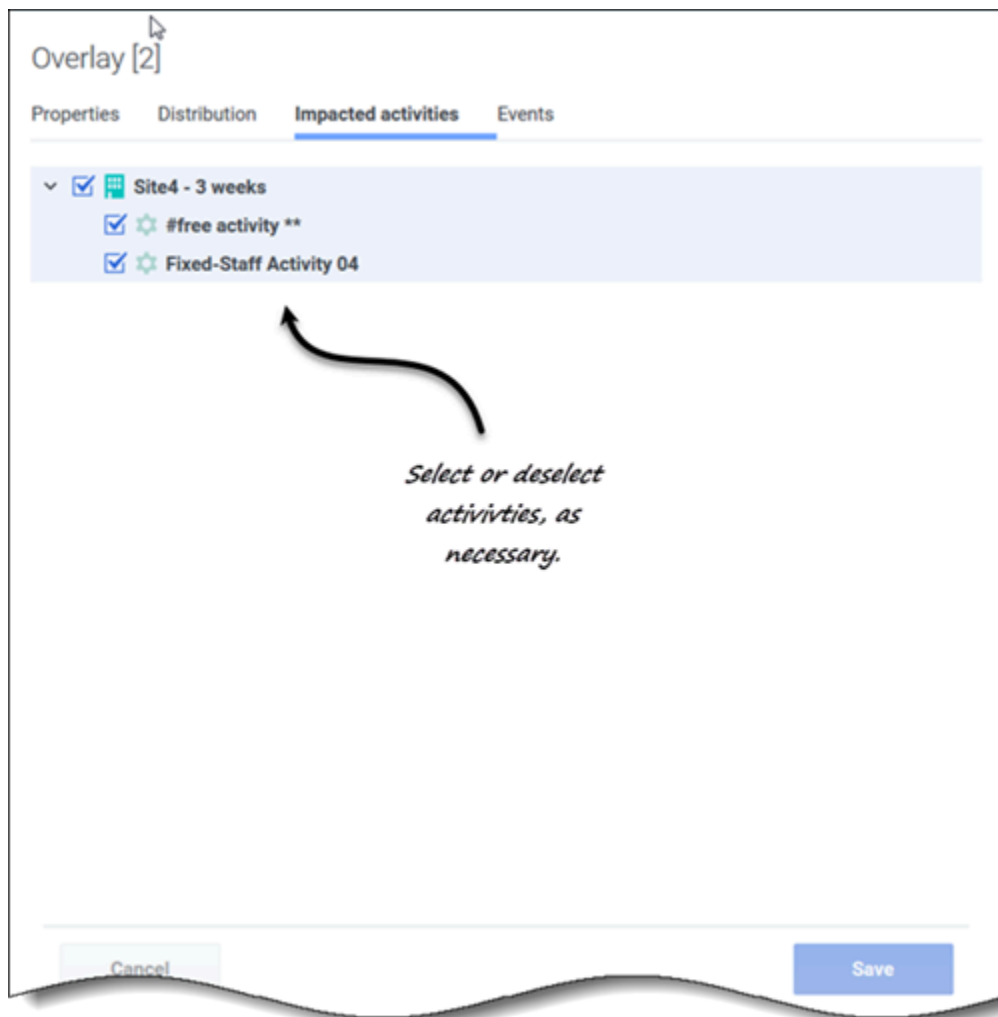 Overlay [2]
Properties Distribution Impacted activities Events
Site4 - 3 weeks
#free activity **
Fixed-Staff Activity 04
Select or deselect
activivties, as
necessary.
Cancel Save